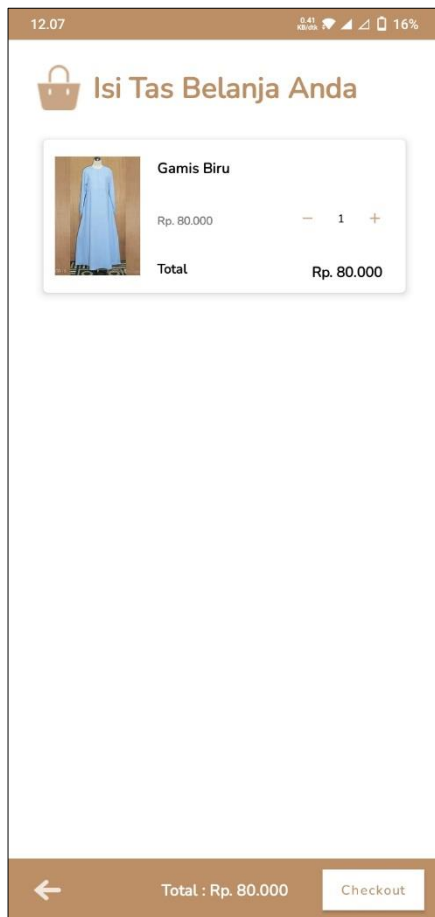 12.07
0.41
KB/dtk
16%
Isi Tas Belanja Anda
Gamis Biru
Rp. 80.000
− 1 +
Total
Rp. 80.000
Total : Rp. 80.000
Checkout